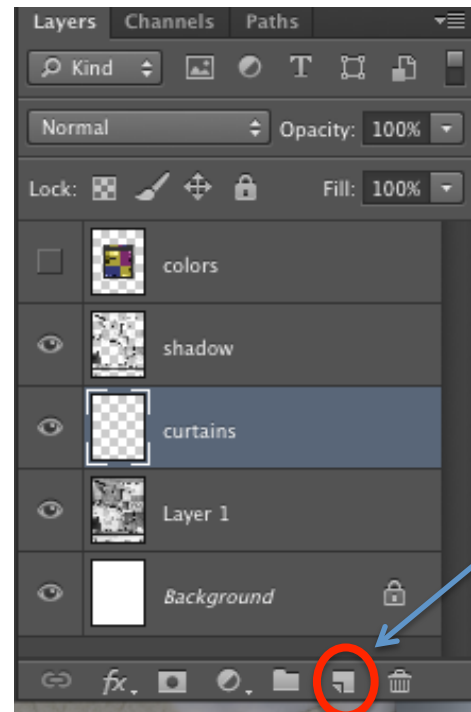 Layers Channels Paths
Kind T
Normal Opacity: 100%
Lock: Fill: 100%
colors
shadow
curtains
Layer 1
Background
fx.